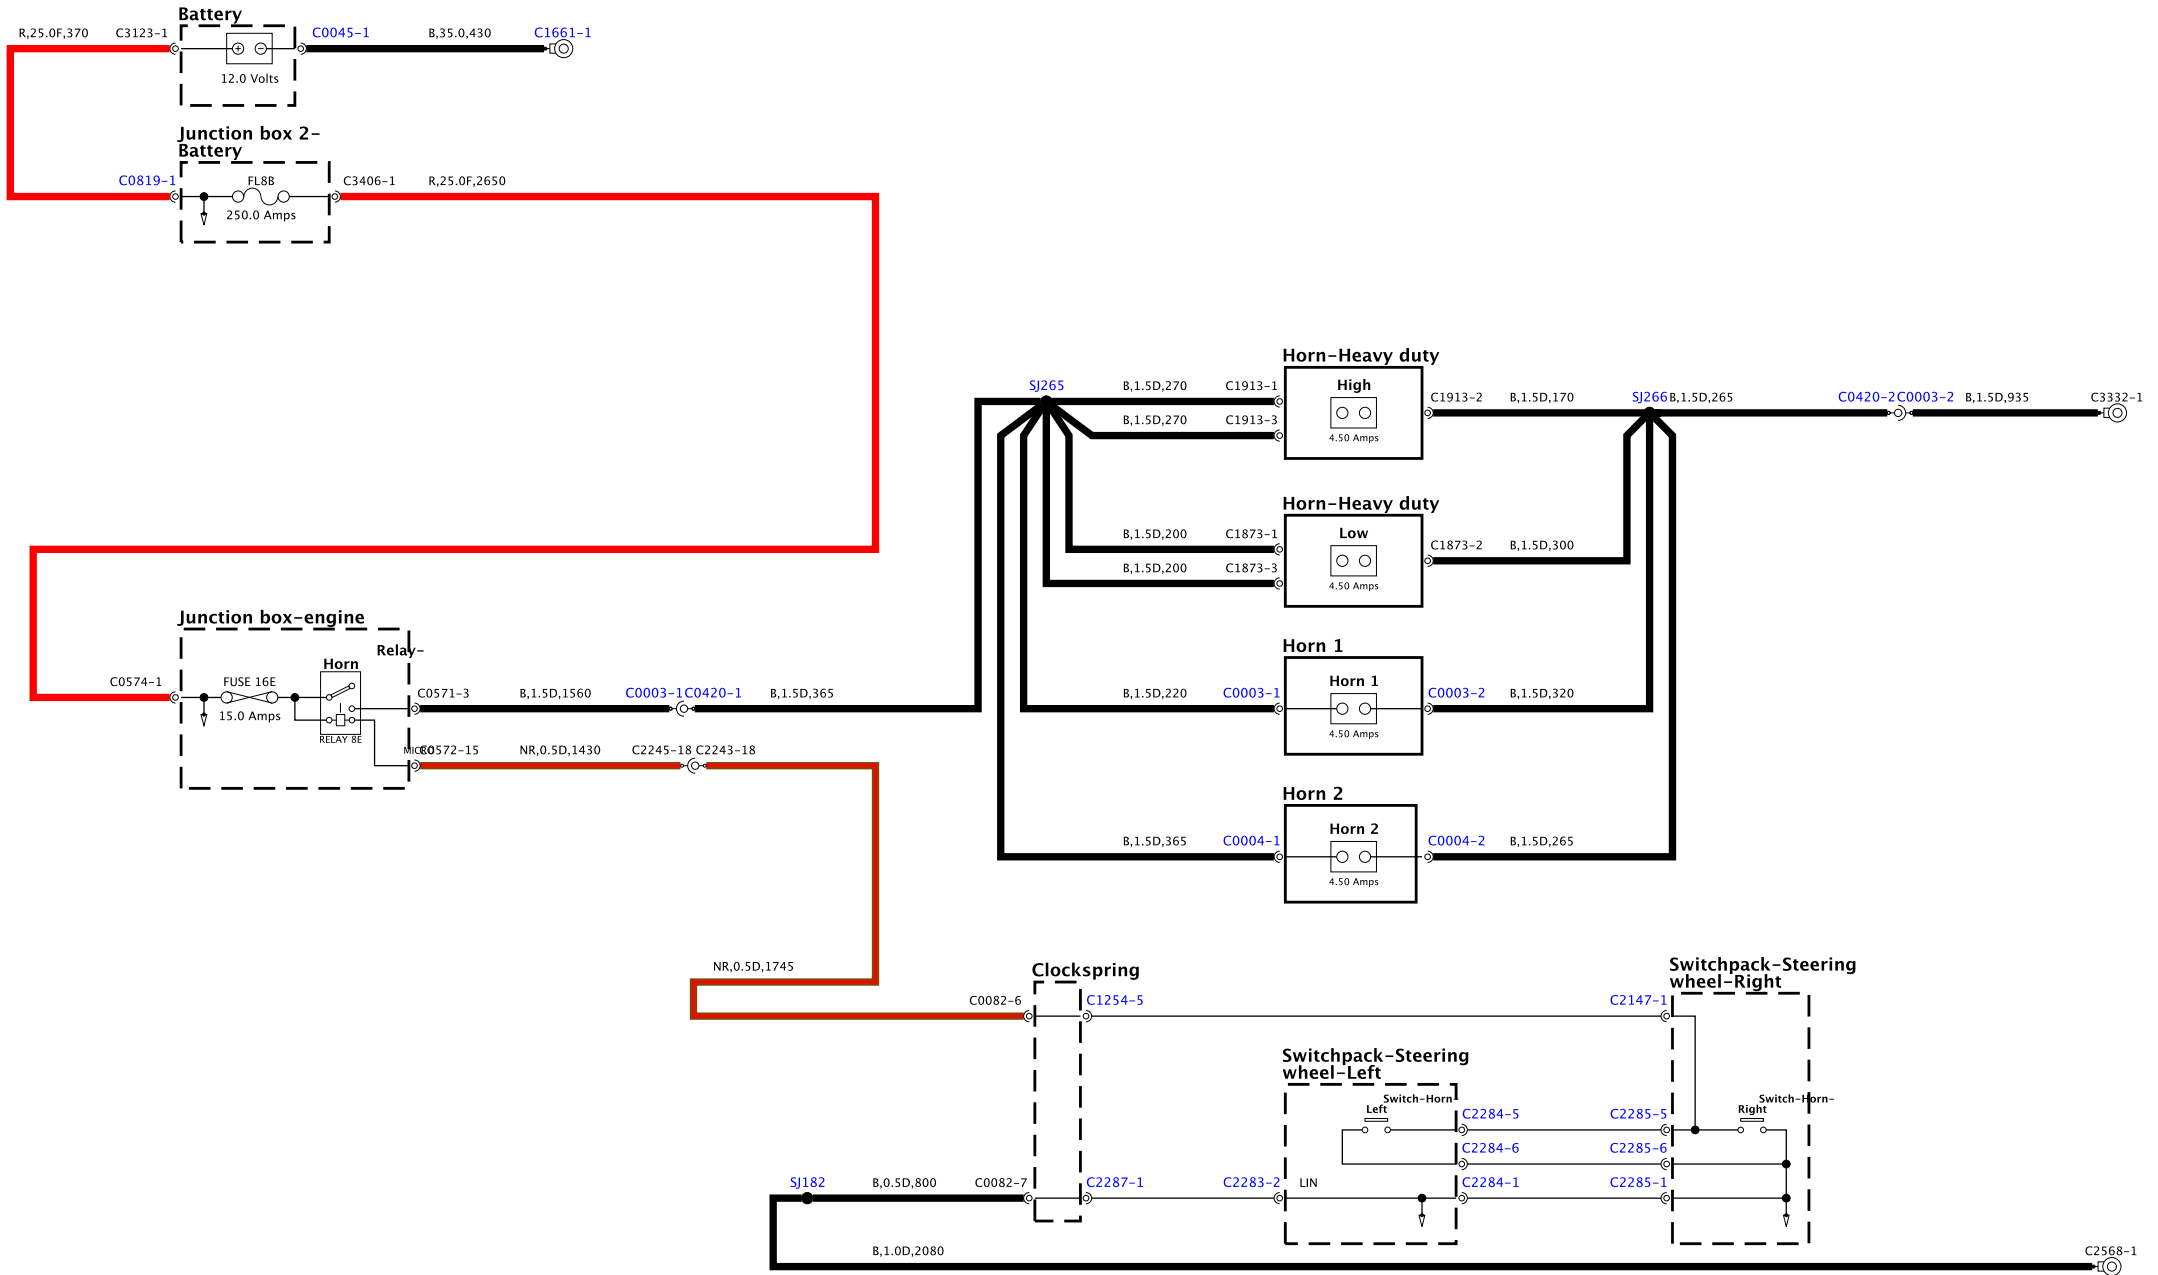 Battery
R,25.0F,370 C3123-1 C0045-1 B,35.0,430 C1661-1
12.0 Volts
Junction box 2-
Battery
C0819-1 FL8B C3406-1 R,25.0F,2650
250.0 Amps
Horn-Heavy duty
SJ265 B,1.5D,270 C1913-1 High
C1913-2 B,1.5D,170 SJ266 B,1.5D,265 C0420-2 C0003-2 B,1.5D,935 C3332-1
B,1.5D,270 C1913-3
4.50 Amps
Horn-Heavy duty
B,1.5D,200 C1873-1 Low
C1873-2 B,1.5D,300
B,1.5D,200 C1873-3
4.50 Amps
Junction box-engine
Relay-
Horn
C0574-1 FUSE 16E
15.0 Amps
RELAY 8E
C0571-3 B,1.5D,1560 C0003-1 C0420-1 B,1.5D,365
MICRO
C0572-15 NR,0.5D,1430 C2245-18 C2243-18
Horn 1
Horn 1
B,1.5D,220 C0003-1 C0003-2 B,1.5D,320
4.50 Amps
Horn 2
Horn 2
B,1.5D,365 C0004-1 C0004-2 B,1.5D,265
4.50 Amps
NR,0.5D,1745
Clockspring
C0082-6 C1254-5 C2147-1
Switchpack-Steering
wheel-Right
Switchpack-Steering
wheel-Left
Switch-Horn-
Left
Switch-Horn-
Right
C2284-5 C2285-5
C2284-6 C2285-6
SJ182 B,0.5D,800 C0082-7 C2287-1 C2283-2 LIN C2284-1 C2285-1
B,1.0D,2080 C2568-1